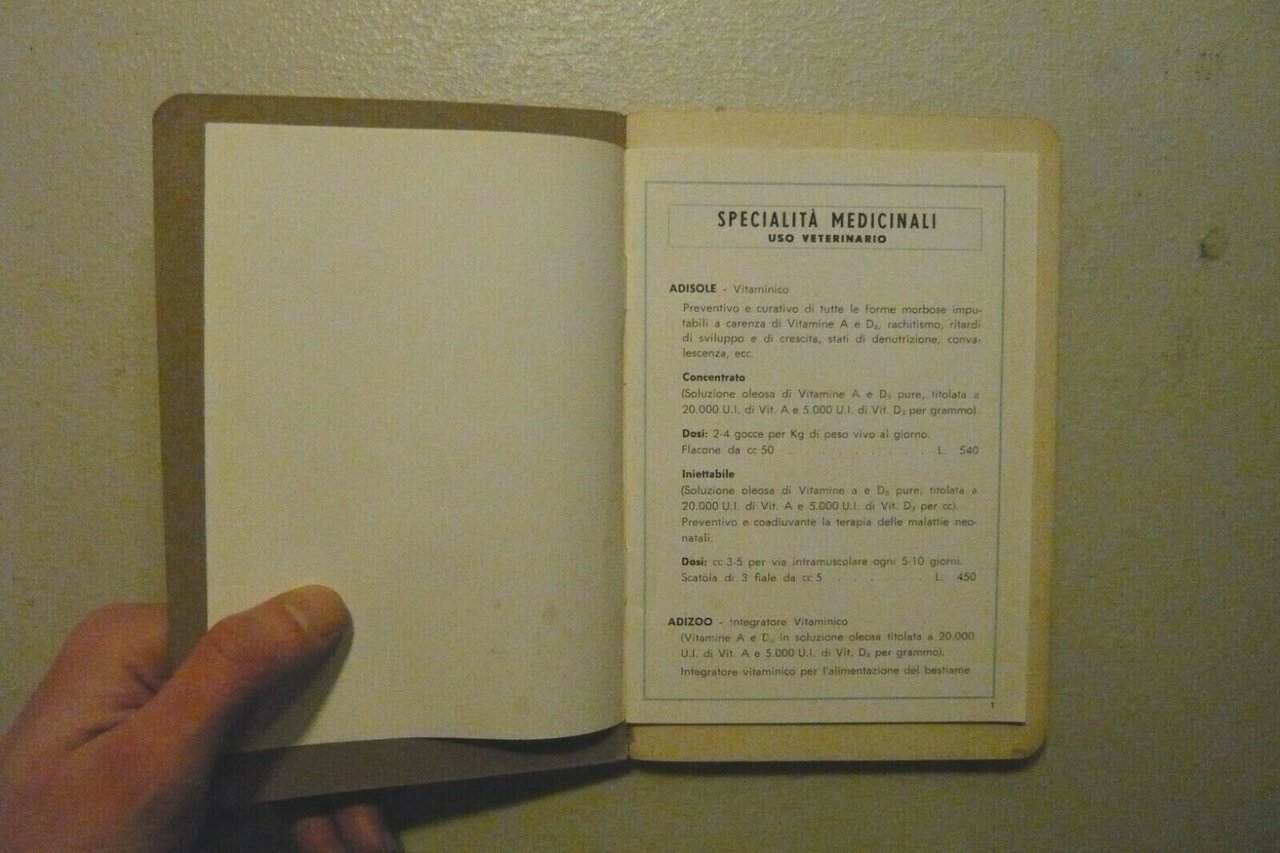 SPECIALITÀ MEDICINALI
USO VETERINARIO
ADISOLE - Vitaminico
Preventivo e curativo di tutte le forme morbose impu-
tabili a carenza di Vitamine A e D₃, rachitismo, ritardi
di sviluppo e di crescita, stati di denutrizione, conva-
lescenza, ecc.
Concentrato
(Soluzione oleosa di Vitamine A e D₃ pure, titolata a
20.000 U.I. di Vit. A e 5.000 U.I. di Vit. D₃ per grammo).
Dosi: 2-4 gocce per Kg di peso vivo al giorno.
Flacone da cc 50 . . . . . . . L. 540
Iniettabile
(Soluzione oleosa di Vitamine a e D₃ pure, titolata a
20.000 U.I. di Vit. A e 5.000 U.I. di Vit. D₃ per cc).
Preventivo e coadiuvante la terapia delle malattie neo-
natali.
Dosi: cc 3-5 per via intramuscolare ogni 5-10 giorni.
Scatola di 3 fiale da cc 5 . . . . . L. 450
ADIZOO - Integratore Vitaminico
(Vitamine A e D₃ in soluzione oleosa titolata a 20.000
U.I. di Vit. A e 5.000 U.I. di Vit. D₃ per grammo).
Integratore vitaminico per l'alimentazione del bestiame.
1